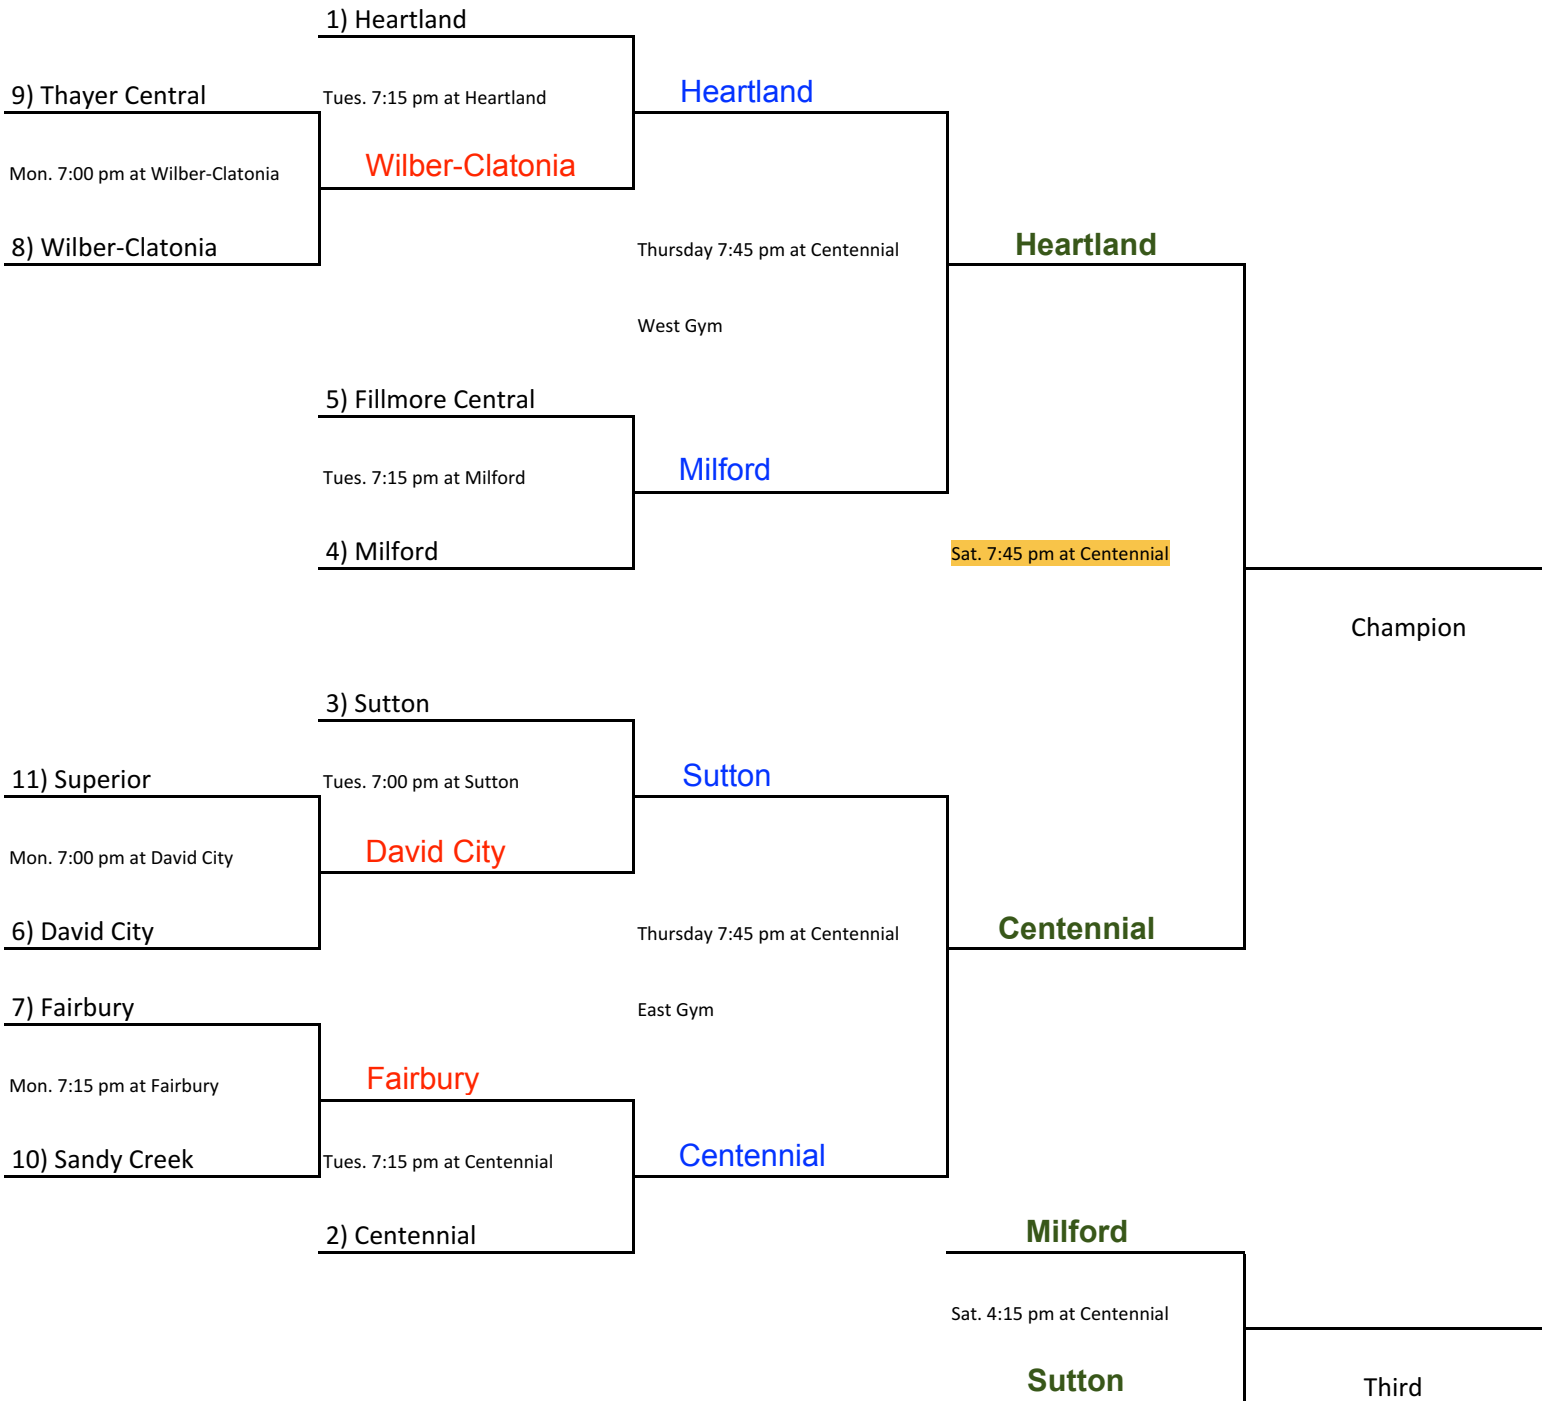 1) Heartland
9) Thayer Central
Tues. 7:15 pm at Heartland
Heartland
Mon. 7:00 pm at Wilber-Clatonia
Wilber-Clatonia
8) Wilber-Clatonia
Thursday 7:45 pm at Centennial
Heartland
West Gym
5) Fillmore Central
Tues. 7:15 pm at Milford
Milford
4) Milford
Sat. 7:45 pm at Centennial
Champion
3) Sutton
11) Superior
Tues. 7:00 pm at Sutton
Sutton
Mon. 7:00 pm at David City
David City
6) David City
Thursday 7:45 pm at Centennial
Centennial
7) Fairbury
East Gym
Mon. 7:15 pm at Fairbury
Fairbury
10) Sandy Creek
Tues. 7:15 pm at Centennial
Centennial
2) Centennial
Milford
Sat. 4:15 pm at Centennial
Sutton
Third